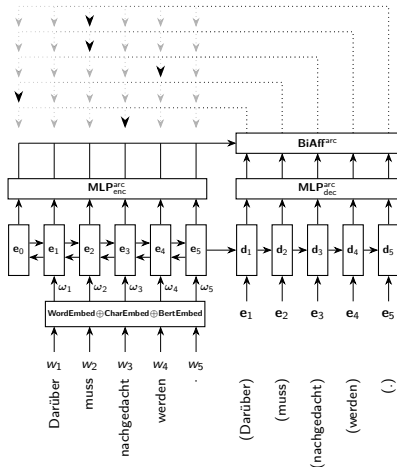 BiAff^arc
MLP^arc_enc MLP^arc_dec
e₀ e₁ e₂ e₃ e₄ e₅ d₁ d₂ d₃ d₄ d₅
ω₁ ω₂ ω₃ ω₄ ω₅
WordEmbed⊕CharEmbed⊕BertEmbed
e₁ e₂ e₃ e₄ e₅
w₁ w₂ w₃ w₄ w₅
Darüber muss nachgedacht werden .
(Darüber) (muss) (nachgedacht) (werden) (.)